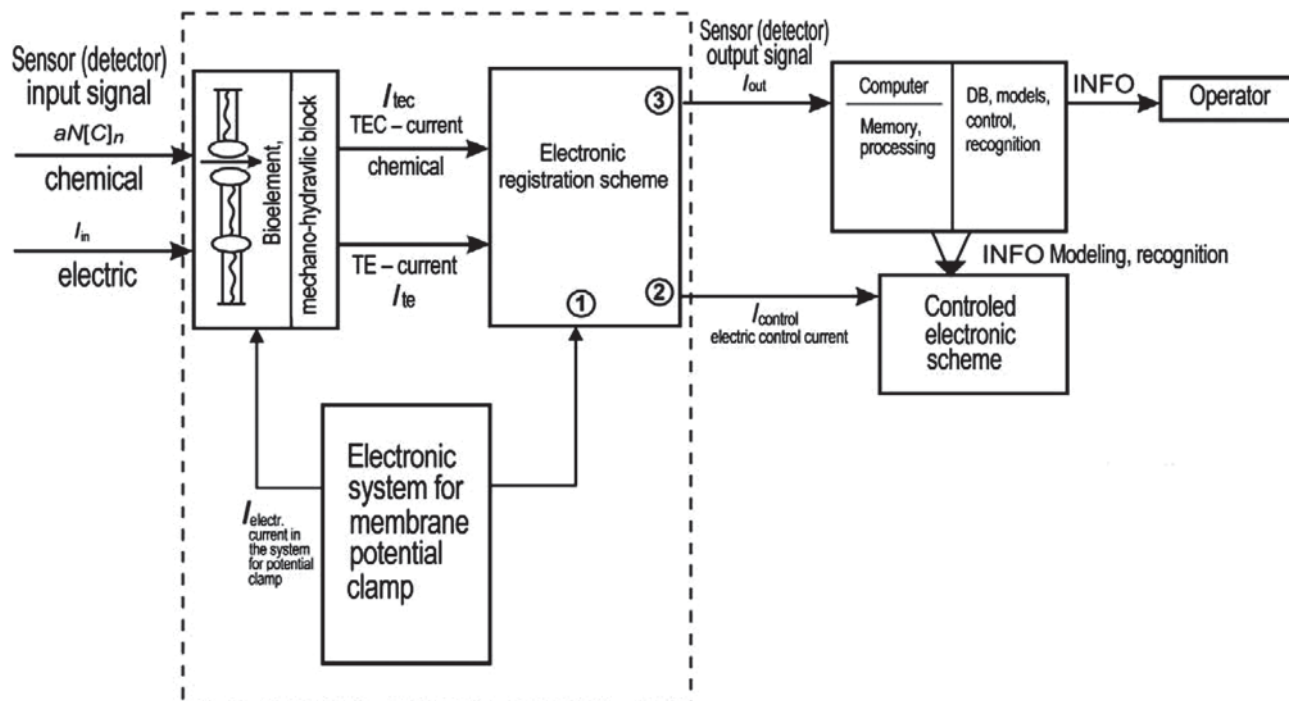 Sensor (detector)
input signal
aN[C]n
chemical
Iin
electric
Bioelement,
mechano-hydravlic block
Itec
TEC – current
chemical
TE – current
Ite
Electronic
registration scheme
①
②
③
Sensor (detector)
output signal
Iout
Computer
Memory,
processing
DB, models,
control,
recognition
INFO
Operator
INFO Modeling, recognition
Icontrol
electric control current
Controled
electronic
scheme
Electronic
system for
membrane
potential
clamp
Ielectr.
current in
the system
for potential
clamp